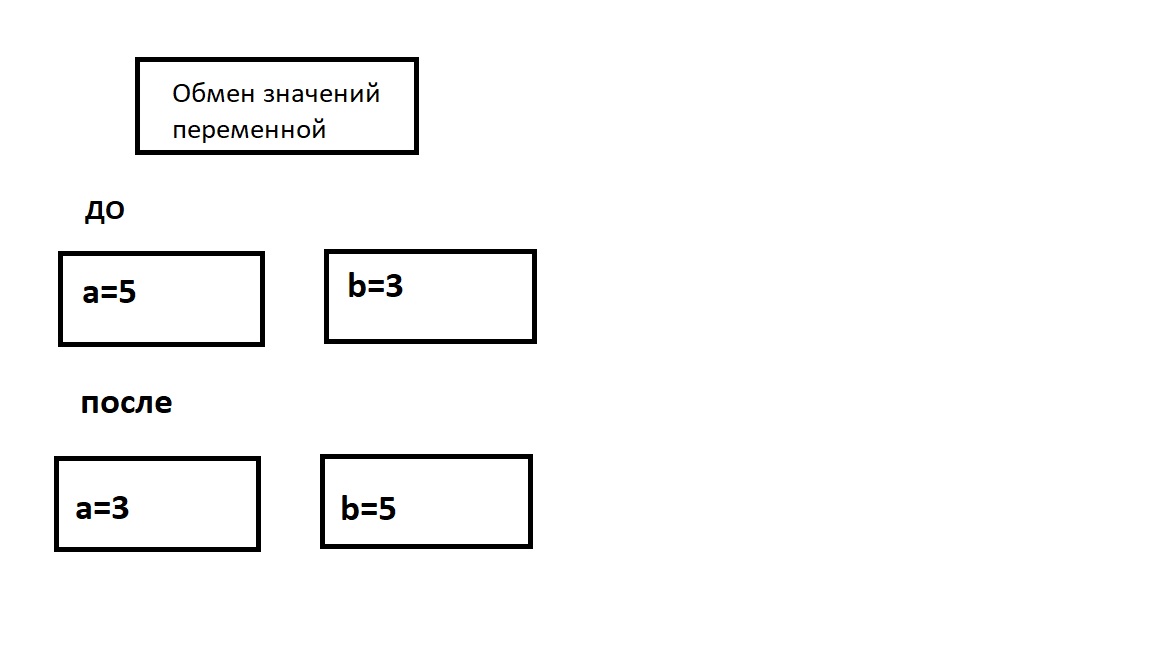 Обмен значений
переменной
до
a=5
b=3
после
a=3
b=5